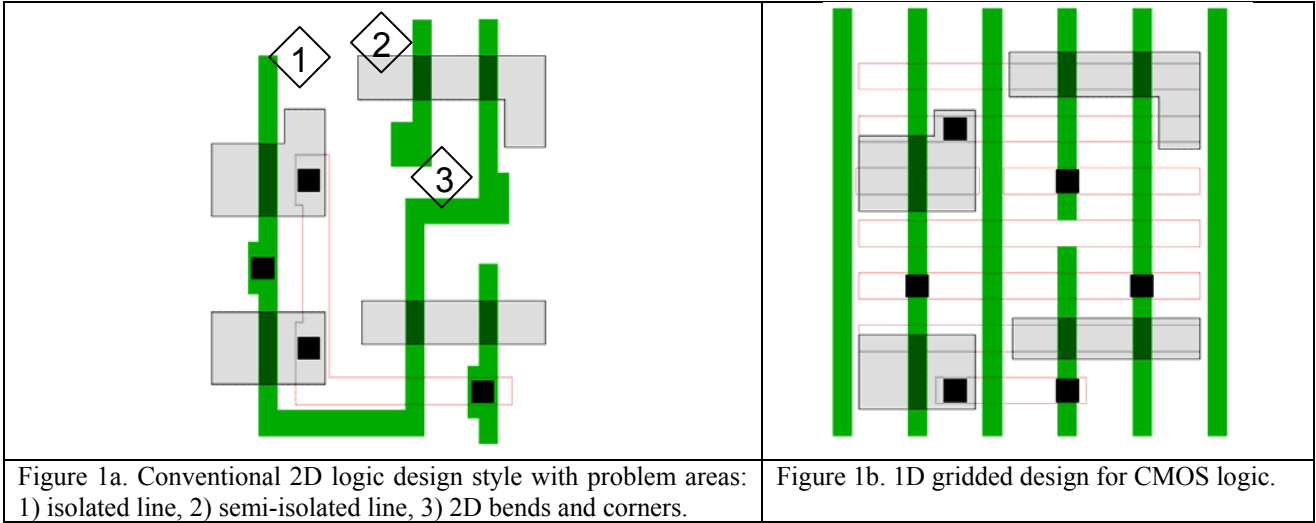 1
2
3
Figure 1a. Conventional 2D logic design style with problem areas:
1) isolated line, 2) semi-isolated line, 3) 2D bends and corners.
Figure 1b. 1D gridded design for CMOS logic.